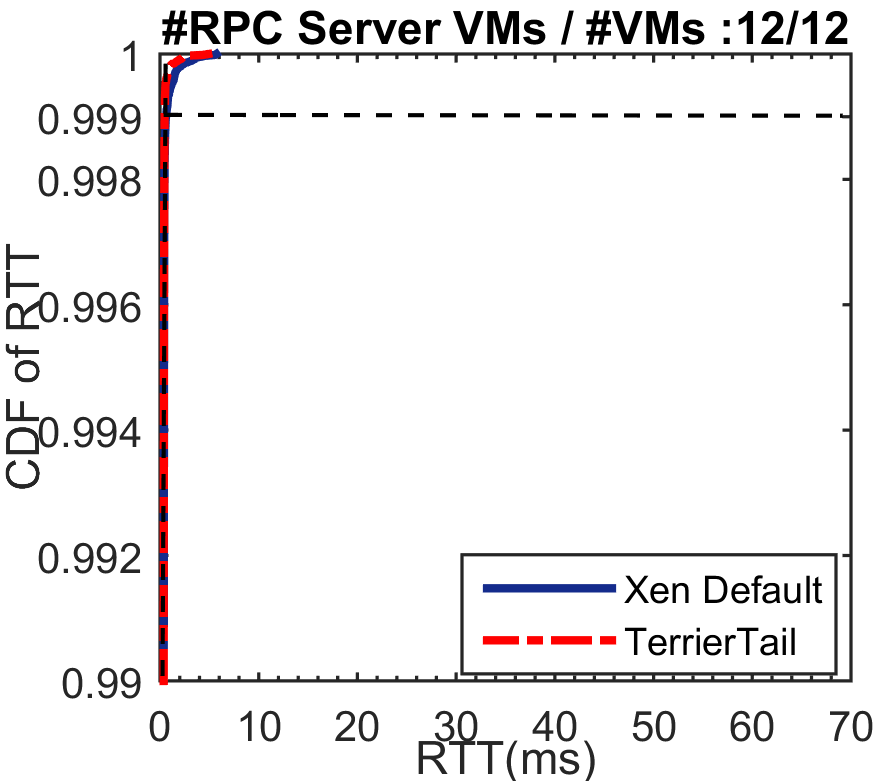 #RPC Server VMs / #VMs :12/12
1
0.999
0.998
0.996
0.994
0.992
0.99
CDF of RTT
Xen Default
TerrierTail
0 10 20 30 40 50 60 70
RTT(ms)